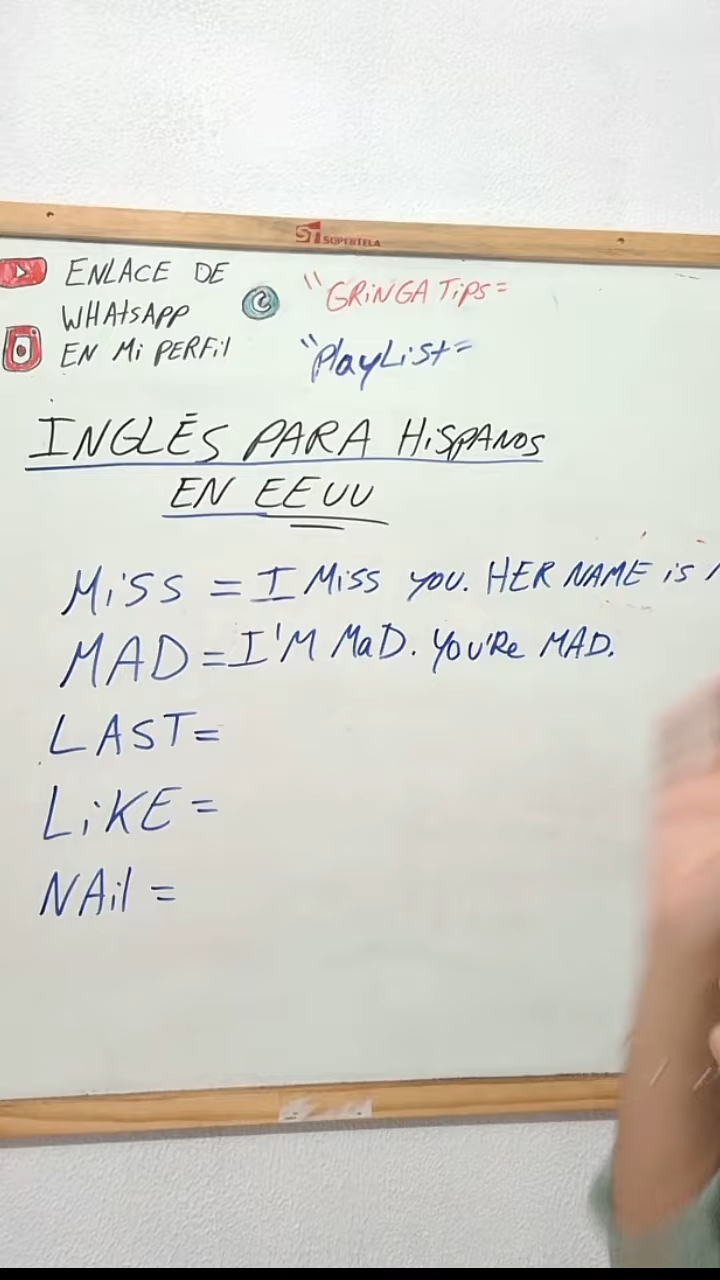 ST SUPERTELA
ENLACE DE
WHAtSAPP
EN Mi PERFil
"GRiNGA TiPS=
"PlayLiSt=
INGLÉS PARA HiSPANOS
EN EEUU
MiSS = I MiSS YOU. HER NAME iS
MAD = I'M MaD. YOU'Re MAD.
LAST=
LiKE =
NAil =